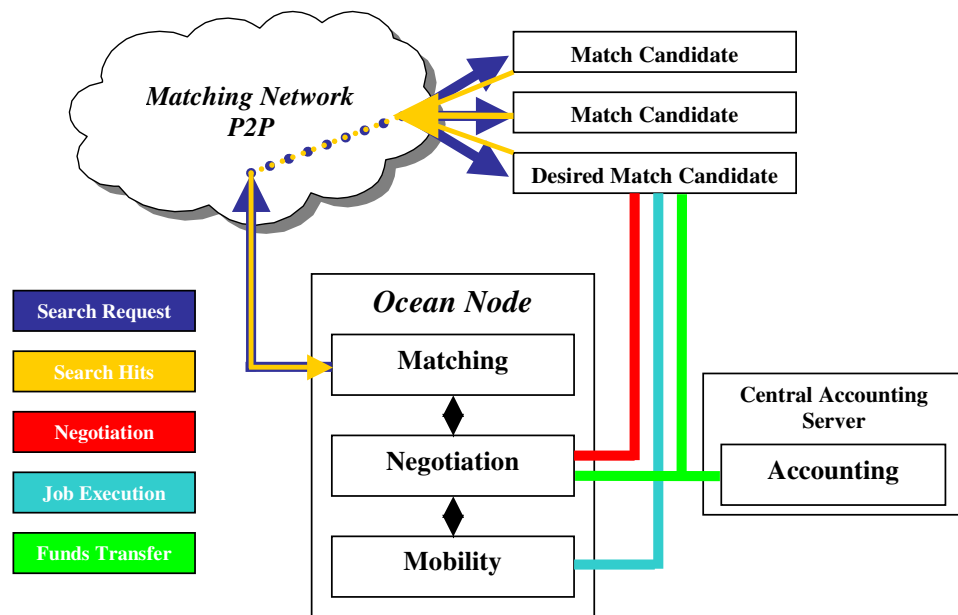 Match Candidate
Matching Network
P2P
Match Candidate
Desired Match Candidate
Ocean Node
Search Request
Matching
Search Hits
Central Accounting
Server
Negotiation
Negotiation
Accounting
Job Execution
Mobility
Funds Transfer